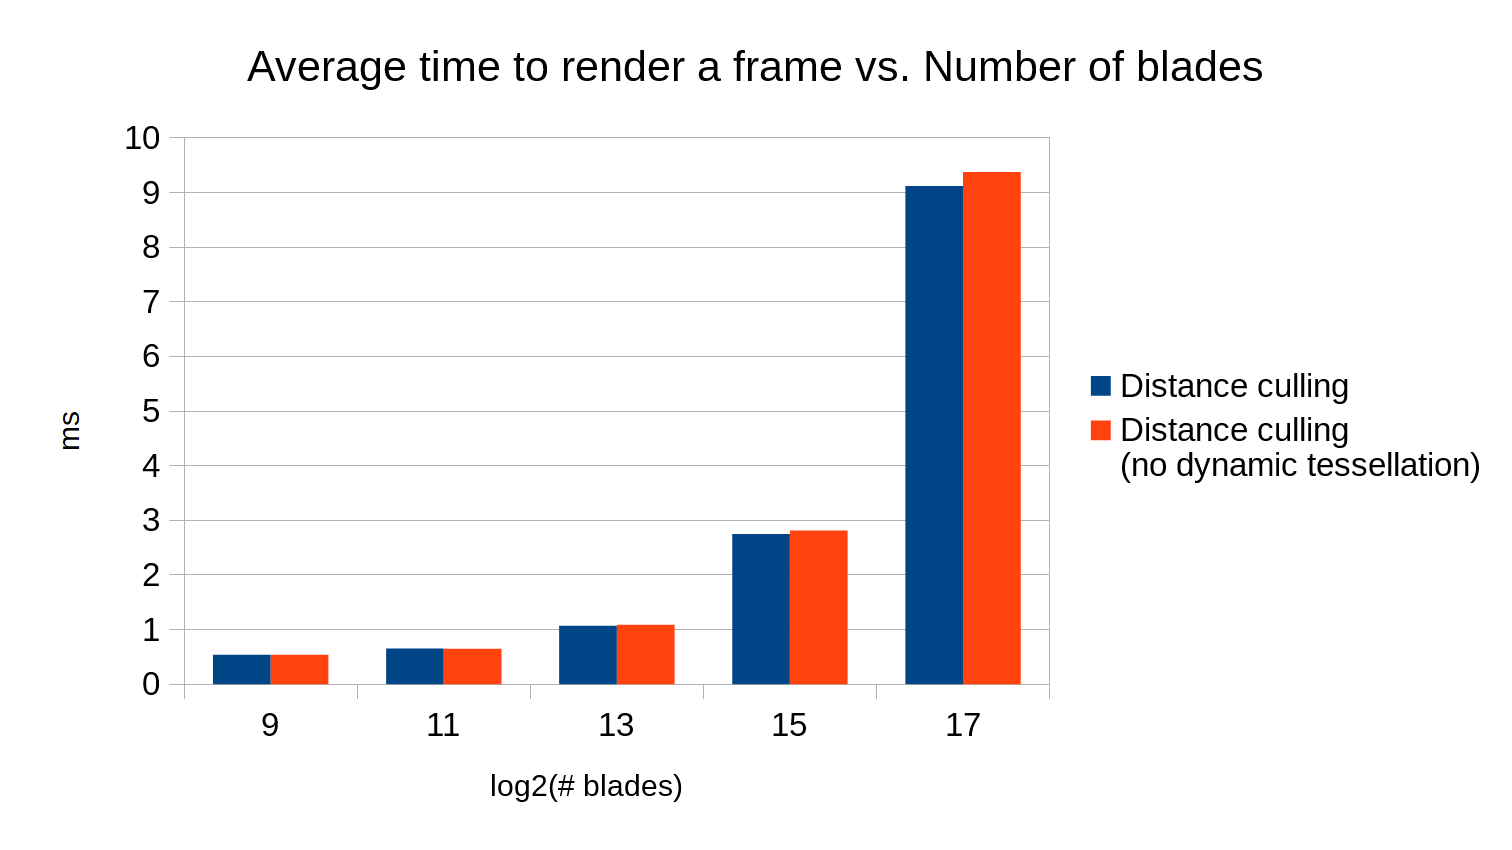 Average time to render a frame vs. Number of blades
10
9
8
7
6
5
4
3
2
1
0
ms
9 11 13 15 17
log2(# blades)
Distance culling
Distance culling
(no dynamic tessellation)